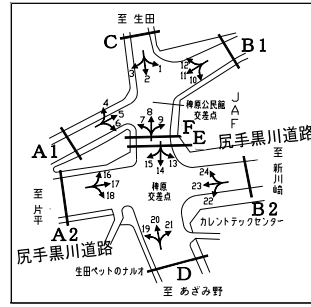 至 生田
C
B1
1
2
3
12
11
10
稗原公民館
交差点
JAF
4
5
6
7
8
9
F
E
尻手黒川道路
A1
15
14
13
至 新川崎
至 片平
16
17
18
稗原
交差点
24
23
22
B2
A2
カレントテックセンター
尻手黒川道路
19
20
21
生田ペットのナルオ
D
至 あざみ野